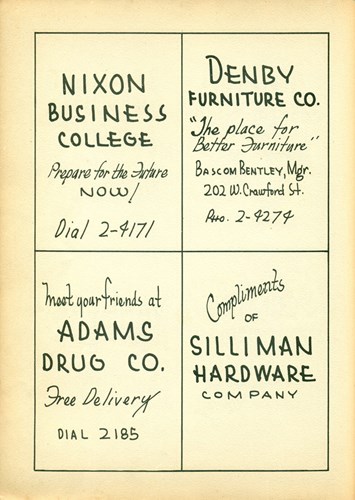 NIXON
BUSINESS
COLLEGE
Prepare for the Future
NOW!
Dial 2-4171
DENBY
FURNITURE CO.
"The place for
Better Furniture"
BASCOM BENTLEY, Mgr.
202 W. Crawford St.
Pho. 2-4274
Meet your friends at
ADAMS
DRUG CO.
Free Delivery
DIAL 2185
Compliments
OF
SILLIMAN
HARDWARE
COMPANY